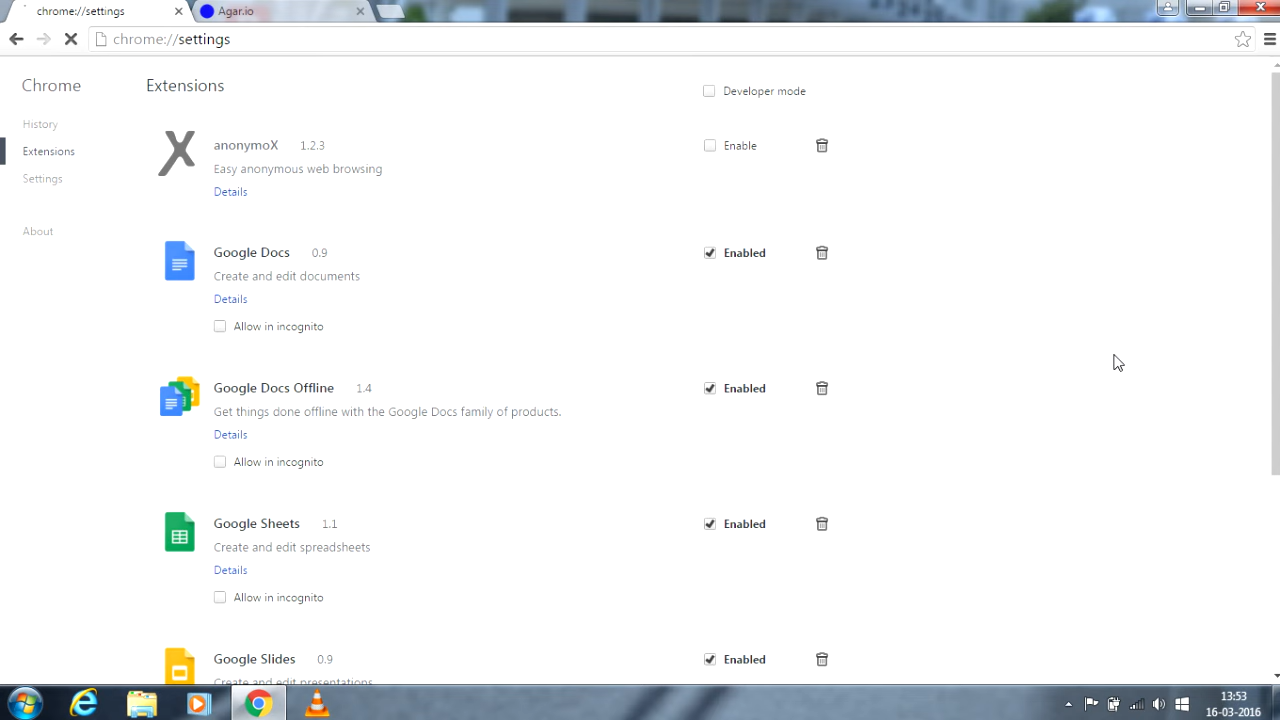 chrome://settings
Agar.io
chrome://settings
Chrome
Extensions
Developer mode
History
Extensions
Settings
About
anonymoX 1.2.3
Enable
Easy anonymous web browsing
Details
Google Docs 0.9
Enabled
Create and edit documents
Details
Allow in incognito
Google Docs Offline 1.4
Enabled
Get things done offline with the Google Docs family of products.
Details
Allow in incognito
Google Sheets 1.1
Enabled
Create and edit spreadsheets
Details
Allow in incognito
Google Slides 0.9
Enabled
Create and edit presentations
13:53
16-03-2016